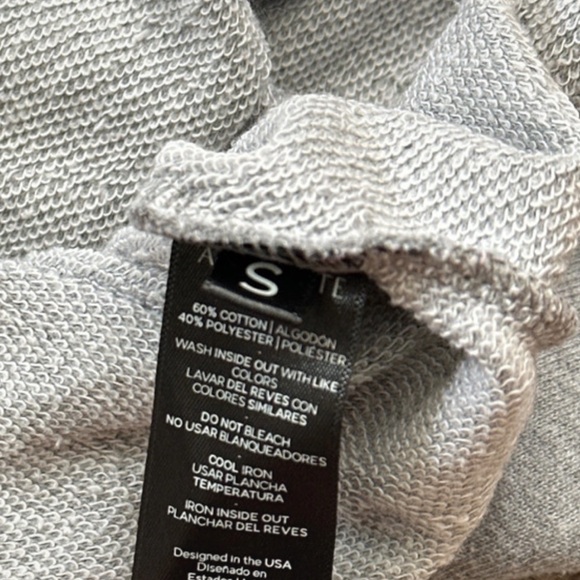 S
60% COTTON | ALGODÓN
40% POLYESTER | POLIÉSTER
WASH INSIDE OUT WITH LIKE
COLORS
LAVAR DEL REVES CON
COLORES SIMILARES
DO NOT BLEACH
NO USAR BLANQUEADORES
COOL IRON
USAR PLANCHA
TEMPERATURA
IRON INSIDE OUT
PLANCHAR DEL REVES
Designed in the USA
Diseñado en